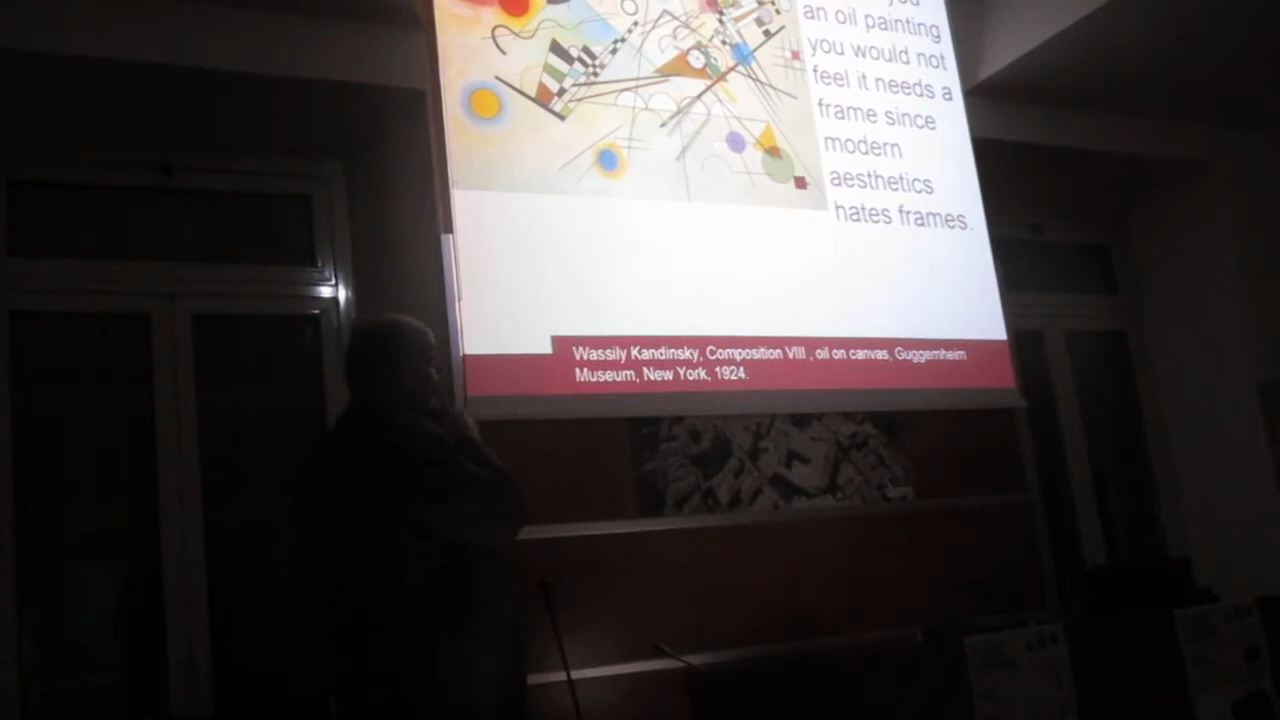 an oil painting
you would not
feel it needs a
frame since
modern
aesthetics
hates frames.
Wassily Kandinsky, Composition VIII , oil on canvas, Guggernheim
Museum, New York, 1924.